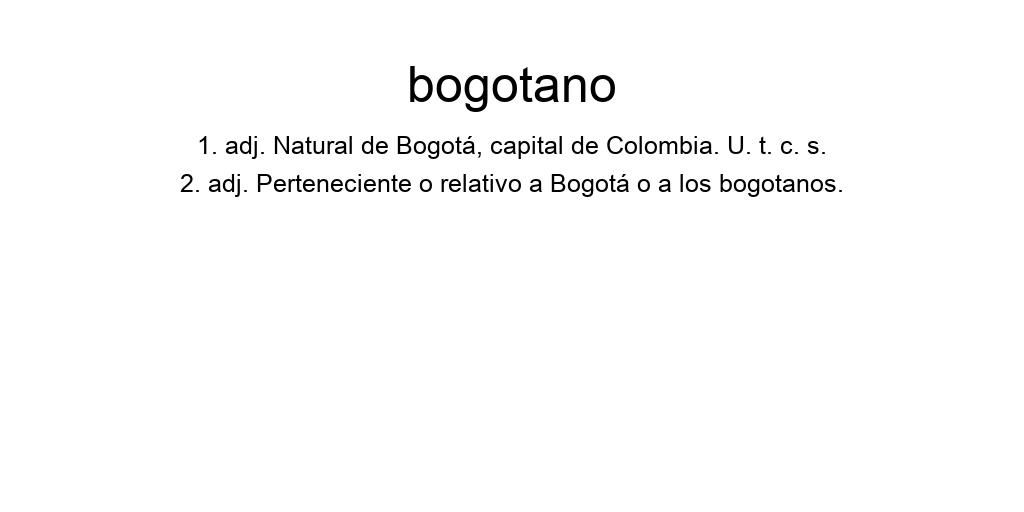 bogotano
1. adj. Natural de Bogotá, capital de Colombia. U. t. c. s.
2. adj. Perteneciente o relativo a Bogotá o a los bogotanos.